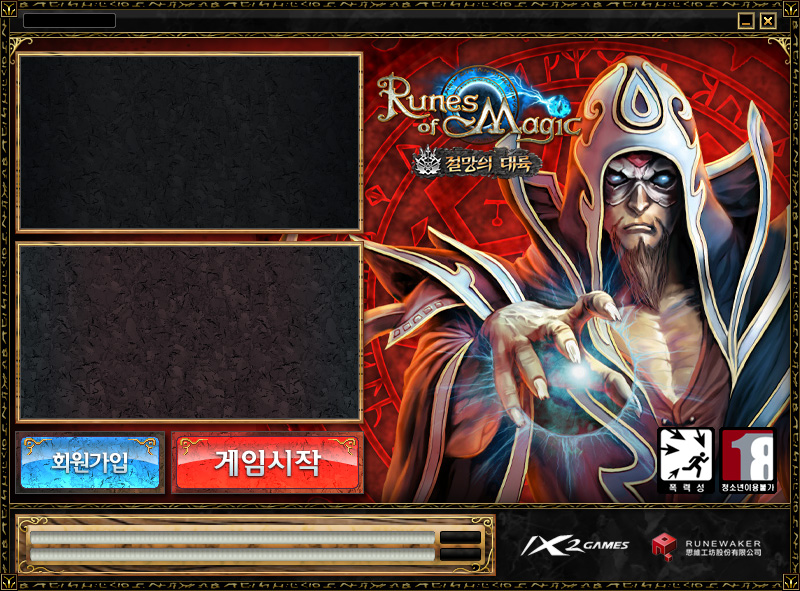 Runes
of Magic
절망의 대륙
회원가입
게임시작
폭력성
18
청소년이용불가
IX2GAMES
RUNEWAKER
思維工坊股份有限公司